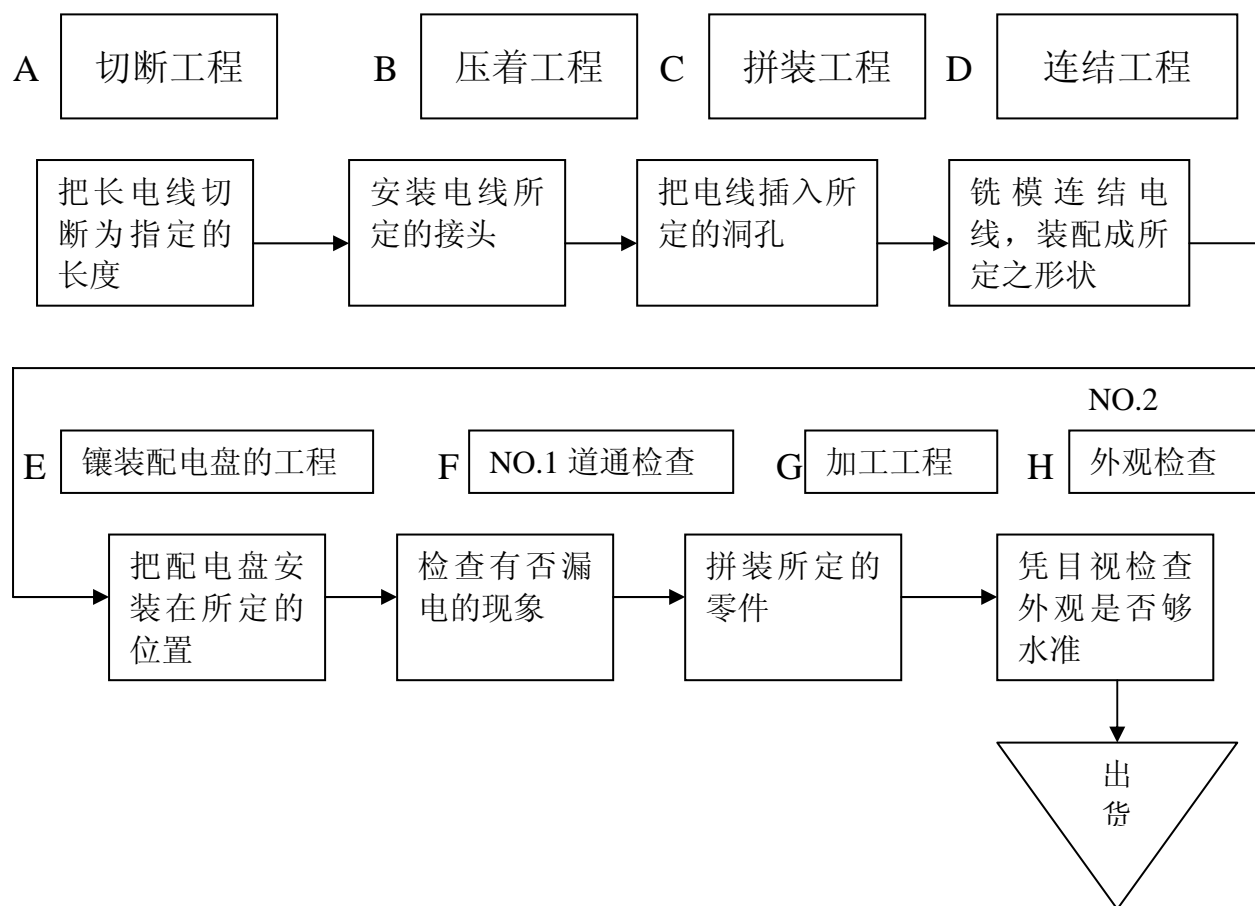 A 切断工程 B 压着工程 C 拼装工程 D 连结工程
把长电线切
断为指定的
长度
安装电线所
定的接头
把电线插入所
定的洞孔
铣模连结电
线，装配成所
定之形状
NO.2
E 镶装配电盘的工程 F NO.1 道通检查 G 加工工程 H 外观检查
把配电盘安
装在所定的
位置
检查有否漏
电的现象
拼装所定的
零件
凭目视检查
外观是否够
水准
出
货